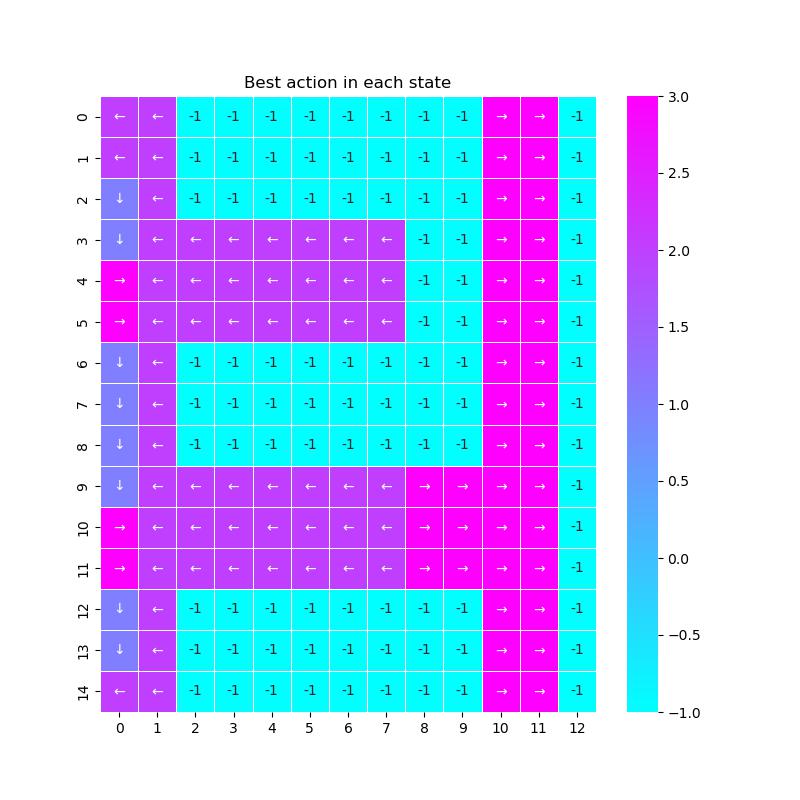 Best action in each state
0 ← ← -1 -1 -1 -1 -1 -1 -1 -1 → → -1
1 ← ← -1 -1 -1 -1 -1 -1 -1 -1 → → -1
2 ↓ ← -1 -1 -1 -1 -1 -1 -1 -1 → → -1
3 ↓ ← ← ← ← ← ← ← -1 -1 → → -1
4 → ← ← ← ← ← ← ← -1 -1 → → -1
5 → ← ← ← ← ← ← ← -1 -1 → → -1
6 ↓ ← -1 -1 -1 -1 -1 -1 -1 -1 → → -1
7 ↓ ← -1 -1 -1 -1 -1 -1 -1 -1 → → -1
8 ↓ ← -1 -1 -1 -1 -1 -1 -1 -1 → → -1
9 ↓ ← ← ← ← ← ← ← → → → → -1
10 → ← ← ← ← ← ← ← → → → → -1
11 → ← ← ← ← ← ← ← → → → → -1
12 ↓ ← -1 -1 -1 -1 -1 -1 -1 -1 → → -1
13 ↓ ← -1 -1 -1 -1 -1 -1 -1 -1 → → -1
14 ← ← -1 -1 -1 -1 -1 -1 -1 -1 → → -1
0 1 2 3 4 5 6 7 8 9 10 11 12
3.0
2.5
2.0
1.5
1.0
0.5
0.0
−0.5
−1.0